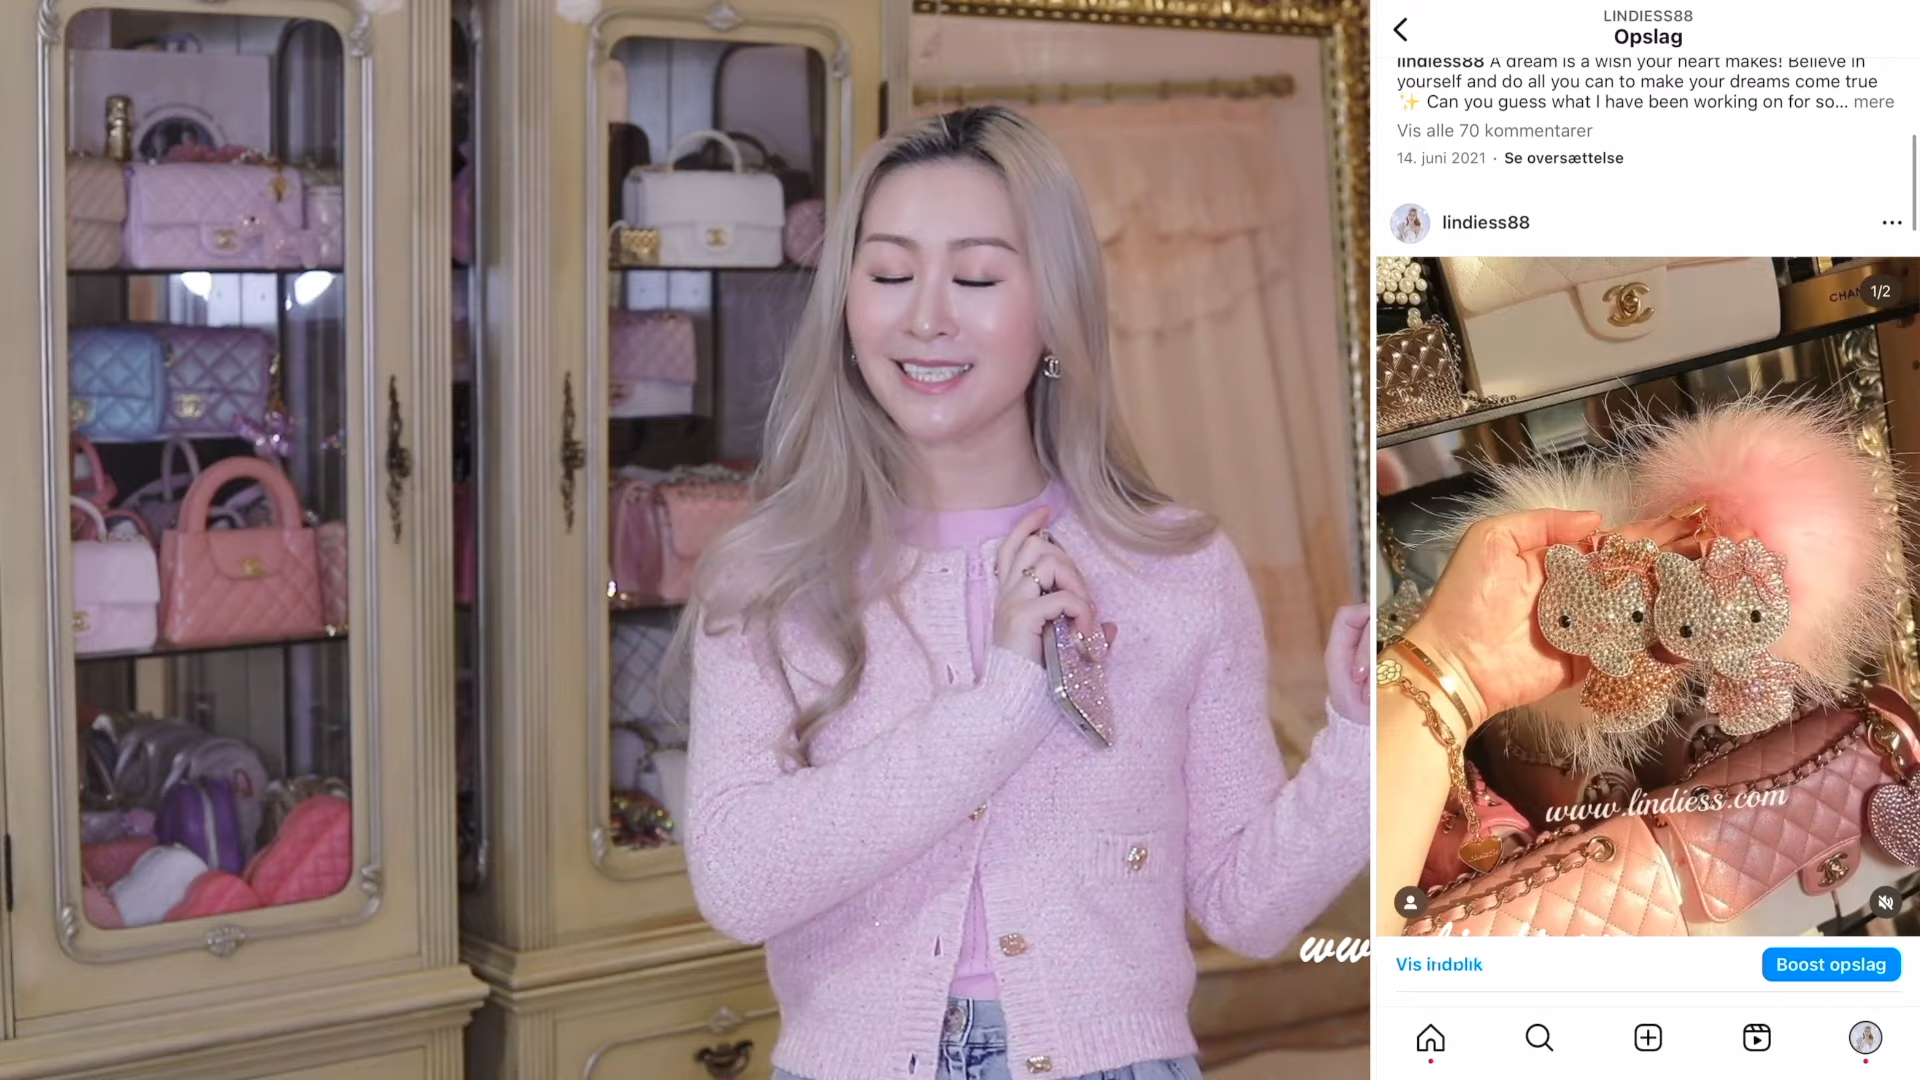 LINDIESS88
Opslag
lindiess88 A dream is a wish your heart makes! Believe in
yourself and do all you can to make your dreams come true
✨ Can you guess what I have been working on for so... mere
Vis alle 70 kommentarer
14. juni 2021 · Se oversættelse
lindiess88
1/2
CHAN
www.lindiess.com
www
Vis indblik
Boost opslag